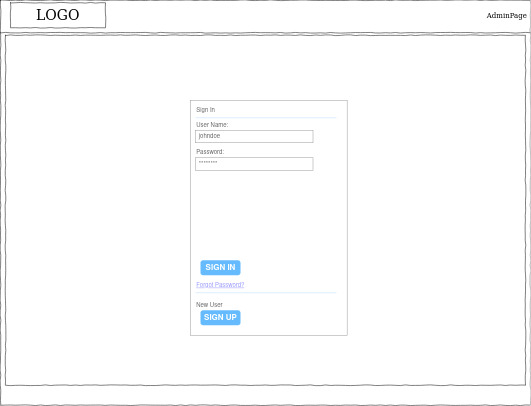 LOGO
AdminPage
Sign In
User Name:
johndoe
Password:
********
SIGN IN
Forgot Password?
New User
SIGN UP